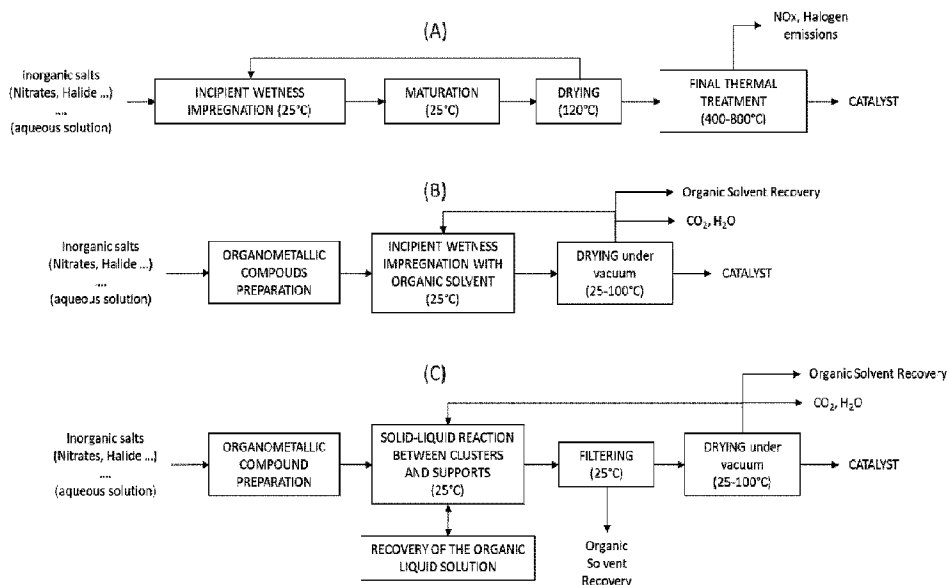 (A)
NOx, Halogen
emissions
Inorganic salts
(Nitrates, Halide ...)
....
(aqueous solution)
INCIPIENT WETNESS
IMPREGNATION (25°C)
MATURATION
(25°C)
DRYING
(120°C)
FINAL THERMAL
TREATMENT
(400-800°C)
CATALYST
(B)
Organic Solvent Recovery
CO₂, H₂O
Inorganic salts
(Nitrates, Halide ...)
....
(aqueous solution)
ORGANOMETALLIC
COMPOUDS
PREPARATION
INCIPIENT WETNESS
IMPREGNATION WITH
ORGANIC SOLVENT
(25°C)
DRYING under
vacuum
(25-100°C)
CATALYST
(C)
Organic Solvent Recovery
CO₂, H₂O
Inorganic salts
(Nitrates, Halide ...)
....
(aqueous solution)
ORGANOMETALLIC
COMPOUND
PREPARATION
SOLID-LIQUID REACTION
BETWEEN CLUSTERS
AND SUPPORTS
(25°C)
FILTERING
(25°C)
DRYING under
vacuum
(25-100°C)
CATALYST
RECOVERY OF THE ORGANIC
LIQUID SOLUTION
Organic
Solvent
Recovery